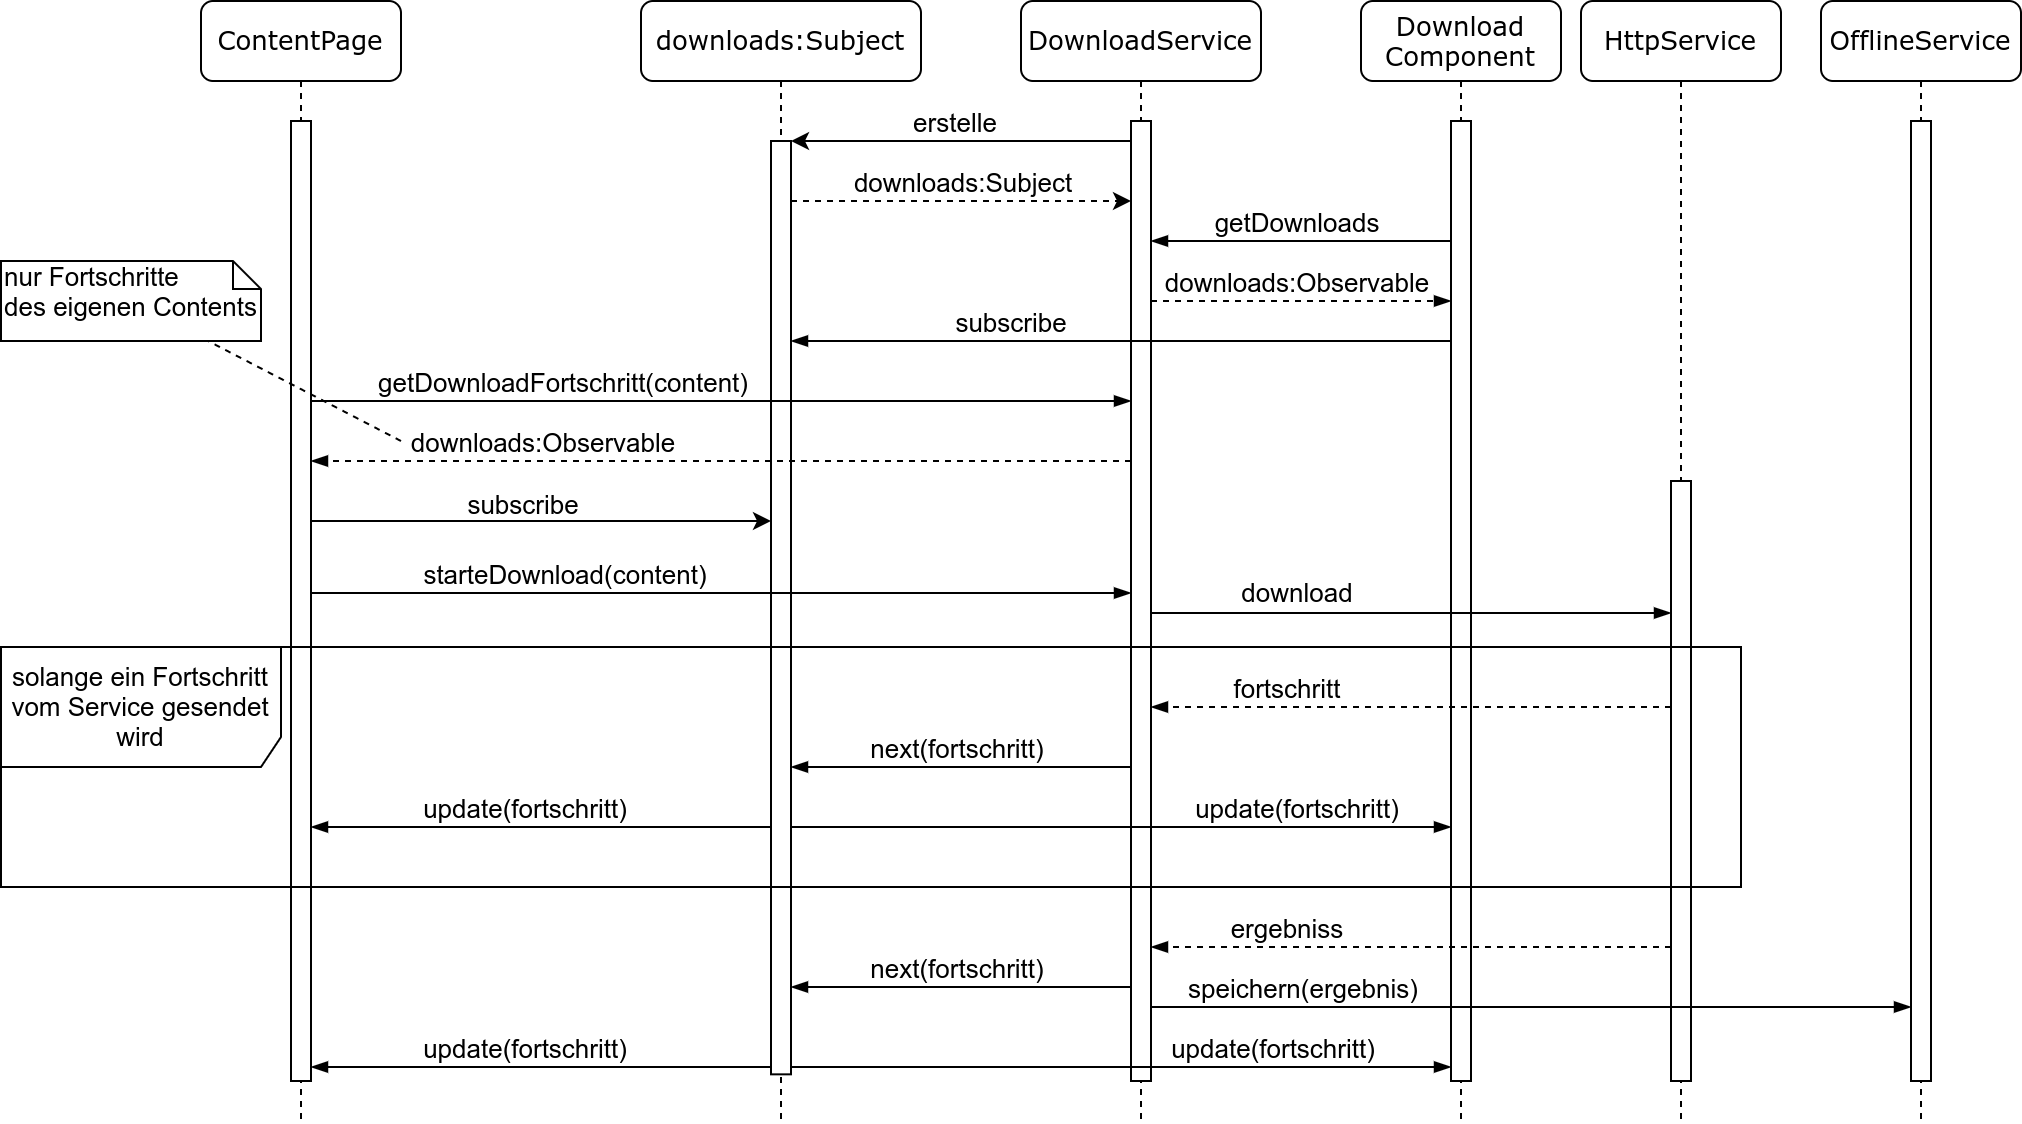 ContentPage
downloads:Subject
DownloadService
Download
Component
HttpService
OfflineService
erstelle
downloads:Subject
getDownloads
nur Fortschritte
des eigenen Contents
downloads:Observable
subscribe
getDownloadFortschritt(content)
downloads:Observable
subscribe
starteDownload(content)
download
solange ein Fortschritt
vom Service gesendet
wird
fortschritt
next(fortschritt)
update(fortschritt)
update(fortschritt)
ergebniss
next(fortschritt)
speichern(ergebnis)
update(fortschritt)
update(fortschritt)